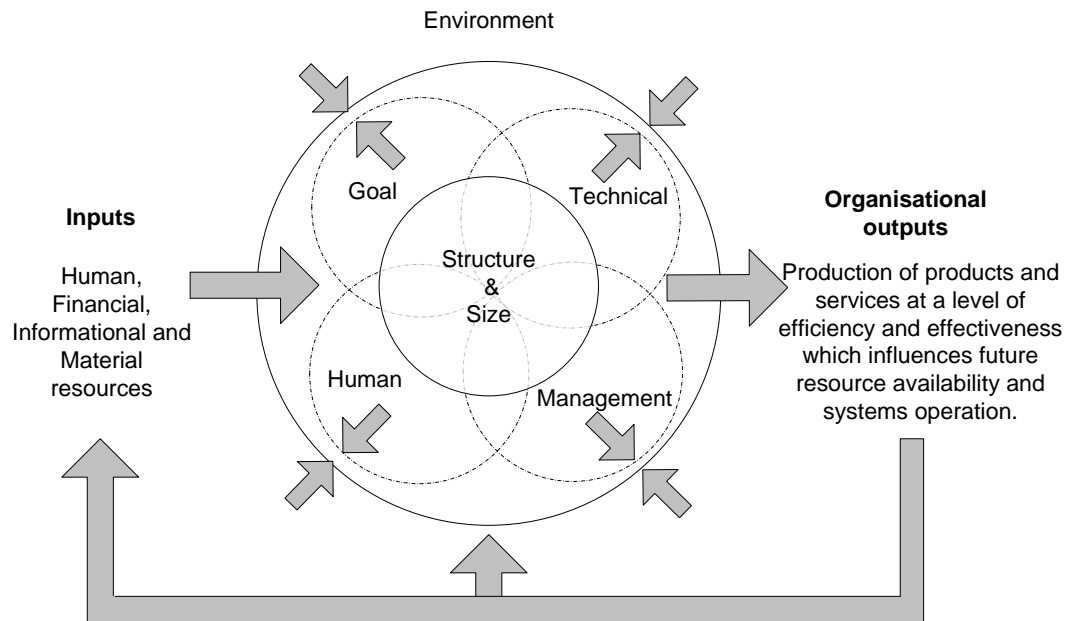 Environment
Goal
Technical
Inputs
Human,
Financial,
Informational and
Material
resources
Structure
&
Size
Human
Management
Organisational
outputs
Production of products and
services at a level of
efficiency and effectiveness
which influences future
resource availability and
systems operation.